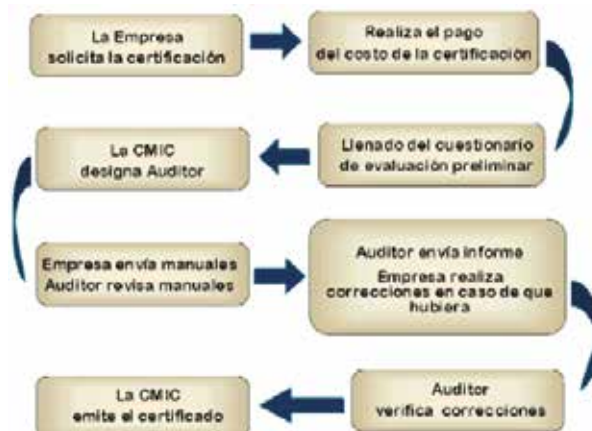 La Empresa
solicita la certificación
Realiza el pago
del costo de la certificación
Llenado del cuestionario
de evaluación preliminar
La CMIC
designa Auditor
Empresa envía manuales
Auditor revisa manuales
Auditor envía informe
Empresa realiza
correcciones en caso de que
hubiera
Auditor
verifica correcciones
La CMIC
emite el certificado